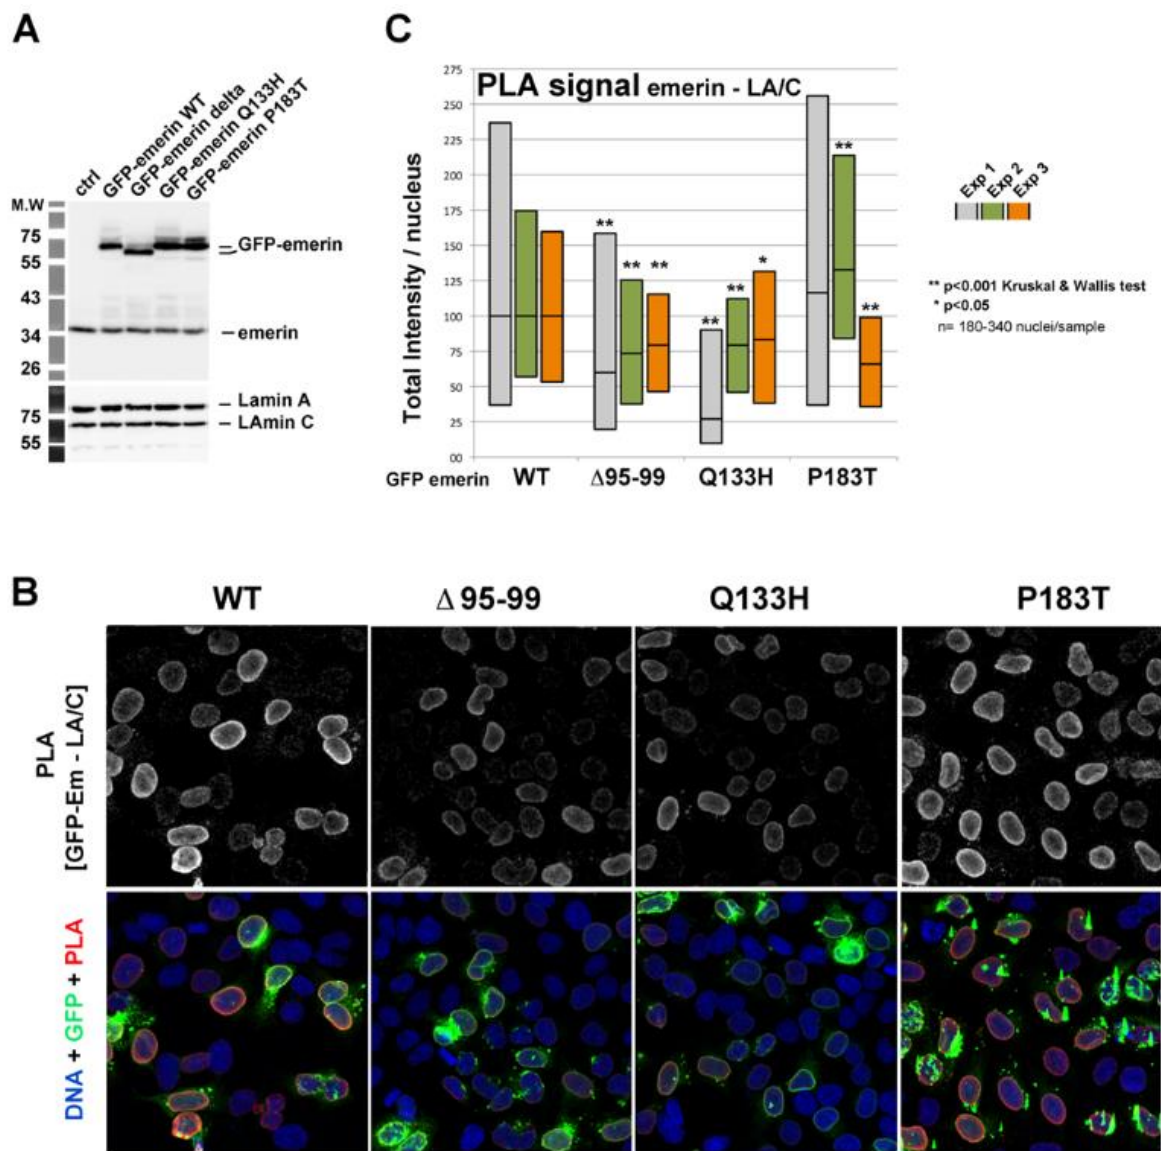 A
ctrl
GFP-emerin WT
GFP-emerin delta
GFP-emerin Q133H
GFP-emerin P183T
M.W
75
55
43
34
26
75
55
GFP-emerin
emerin
Lamin A
LAmin C
C
PLA signal emerin - LA/C
Total Intensity / nucleus
275
250
225
200
175
150
125
100
75
50
25
00
** ** ** ** ** * ** **
GFP emerin WT Δ95-99 Q133H P183T
Exp 1
Exp 2
Exp 3
** p<0.001 Kruskal & Wallis test
* p<0.05
n= 180-340 nuclei/sample
B
WT Δ 95-99 Q133H P183T
PLA
[GFP-Em - LA/C]
DNA + GFP + PLA